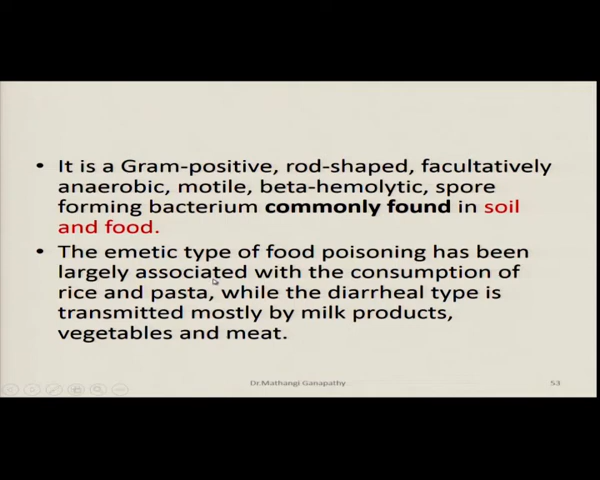 • It is a Gram-positive, rod-shaped, facultatively
anaerobic, motile, beta-hemolytic, spore
forming bacterium commonly found in soil
and food.
• The emetic type of food poisoning has been
largely associated with the consumption of
rice and pasta, while the diarrheal type is
transmitted mostly by milk products,
vegetables and meat.
Dr.Mathangi Ganapathy
53